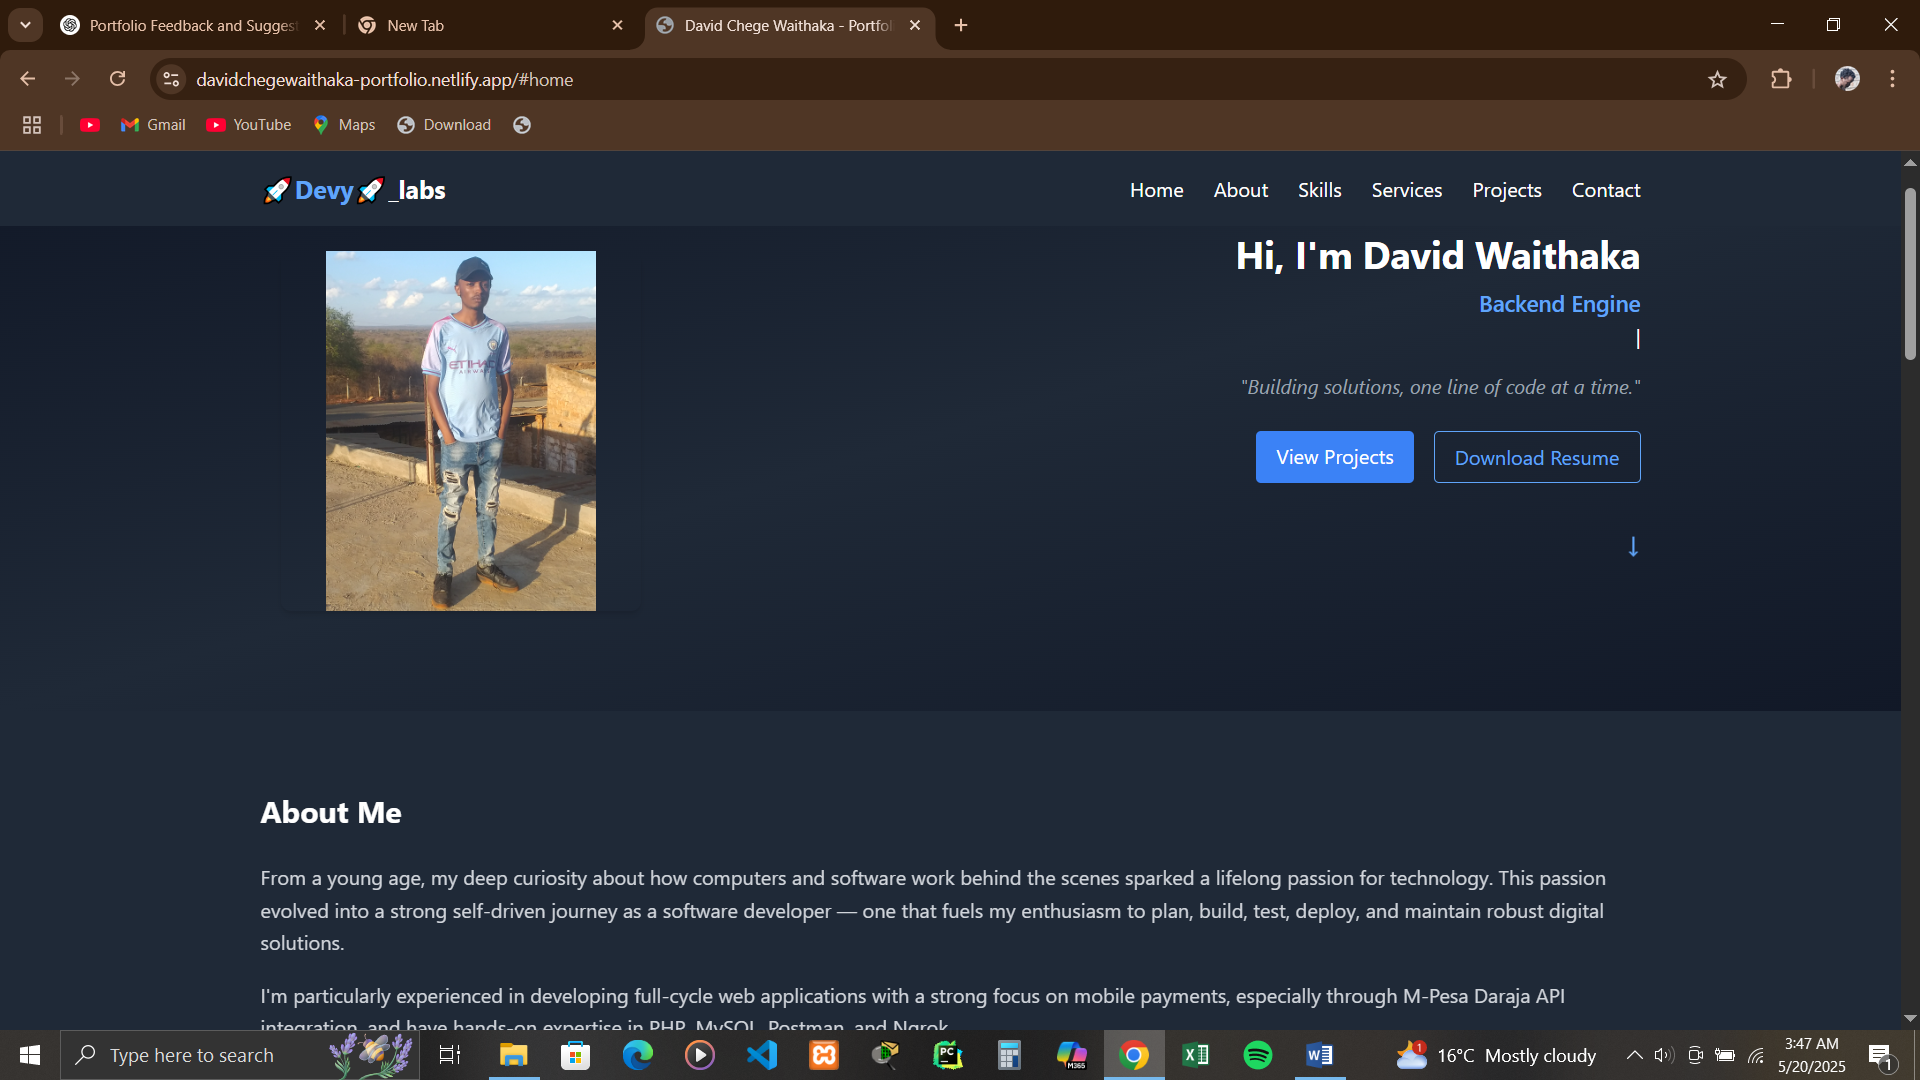 Portfolio Feedback and Suggest
New Tab
David Chege Waithaka - Portfol
davidchegewaithaka-portfolio.netlify.app/#home
Gmail
YouTube
Maps
Download
🚀Devy🚀_labs
Home
About
Skills
Services
Projects
Contact
ETIHAD
AIRWAYS
Hi, I'm David Waithaka
Backend Engine
|
"Building solutions, one line of code at a time."
View Projects
Download Resume
↓
About Me
From a young age, my deep curiosity about how computers and software work behind the scenes sparked a lifelong passion for technology. This passion
evolved into a strong self-driven journey as a software developer — one that fuels my enthusiasm to plan, build, test, deploy, and maintain robust digital
solutions.
I'm particularly experienced in developing full-cycle web applications with a strong focus on mobile payments, especially through M-Pesa Daraja API
integration, and have hands-on expertise in PHP, MySQL, Postman, and Ngrok.
Type here to search
PC
M365
1
16°C Mostly cloudy
3:47 AM
5/20/2025
1